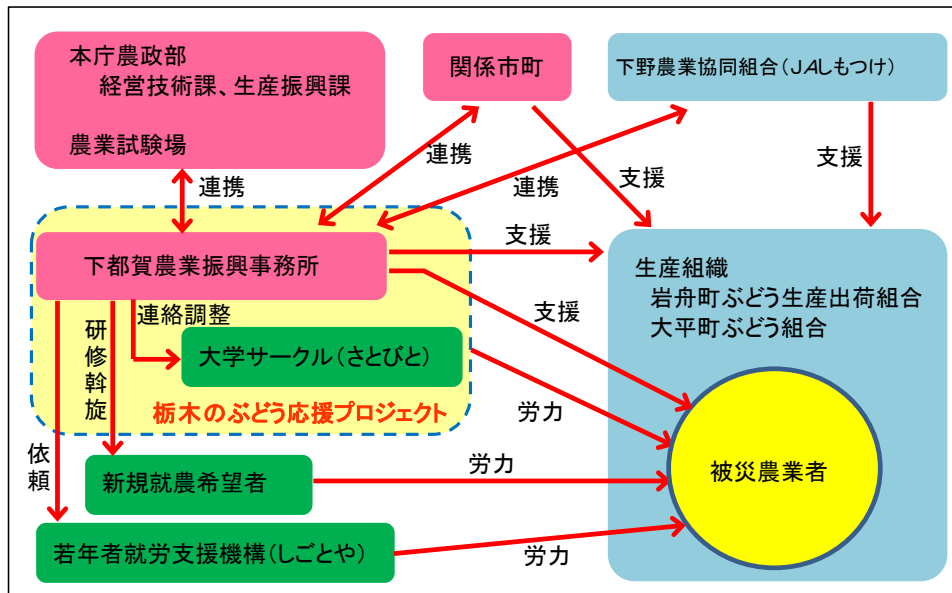 本庁農政部
経営技術課、生産振興課
農業試験場
関係市町
下野農業協同組合(JAしもつけ)
連携
連携
連携
支援
支援
下都賀農業振興事務所
支援
支援
生産組織
岩舟町ぶどう生産出荷組合
大平町ぶどう組合
連絡調整
研修斡旋
依頼
大学サークル(さとびと)
栃木のぶどう応援プロジェクト
労力
被災農業者
新規就農希望者
労力
若年者就労支援機構(しごとや)
労力